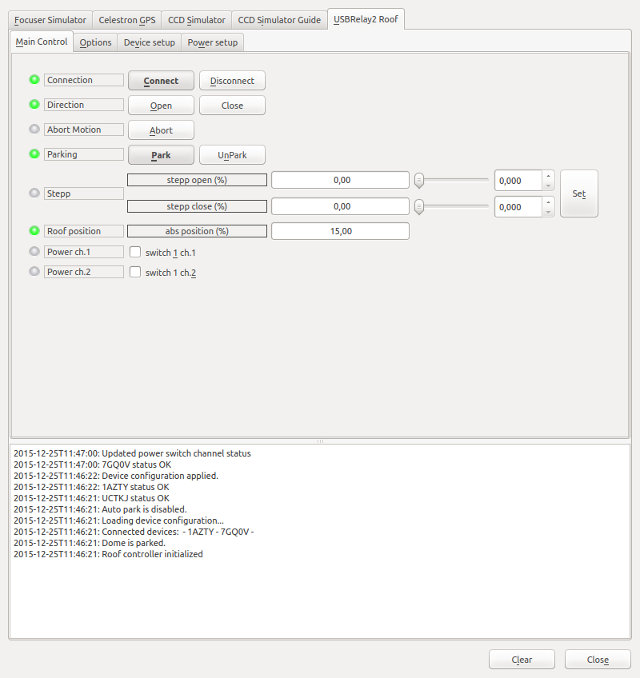 Focuser Simulator Celestron GPS CCD Simulator CCD Simulator Guide USBRelay2 Roof
Main Control Options Device setup Power setup
Connection Connect Disconnect
Direction Open Close
Abort Motion Abort
Parking Park UnPark
stepp open (%) 0,00 0,000
Stepp Set
stepp close (%) 0,00 0,000
Roof position abs position (%) 15,00
Power ch.1 switch 1 ch.1
Power ch.2 switch 1 ch.2
2015-12-25T11:47:00: Updated power switch channel status
2015-12-25T11:47:00: 7GQ0V status OK
2015-12-25T11:46:22: Device configuration applied.
2015-12-25T11:46:22: 1AZTY status OK
2015-12-25T11:46:21: UCTKJ status OK
2015-12-25T11:46:21: Auto park is disabled.
2015-12-25T11:46:21: Loading device configuration...
2015-12-25T11:46:21: Connected devices:  - 1AZTY - 7GQ0V -
2015-12-25T11:46:21: Dome is parked.
2015-12-25T11:46:21: Roof controller initialized
Clear Close